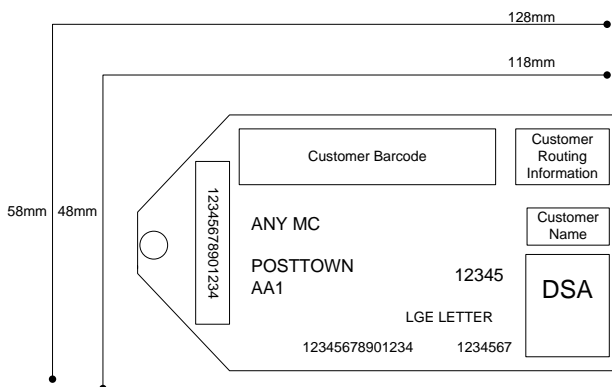 128mm
118mm
58mm
48mm
Customer Barcode
Customer
Routing
Information
12345678901234
ANY MC
Customer
Name
POSTTOWN
AA1
12345
DSA
LGE LETTER
12345678901234
1234567